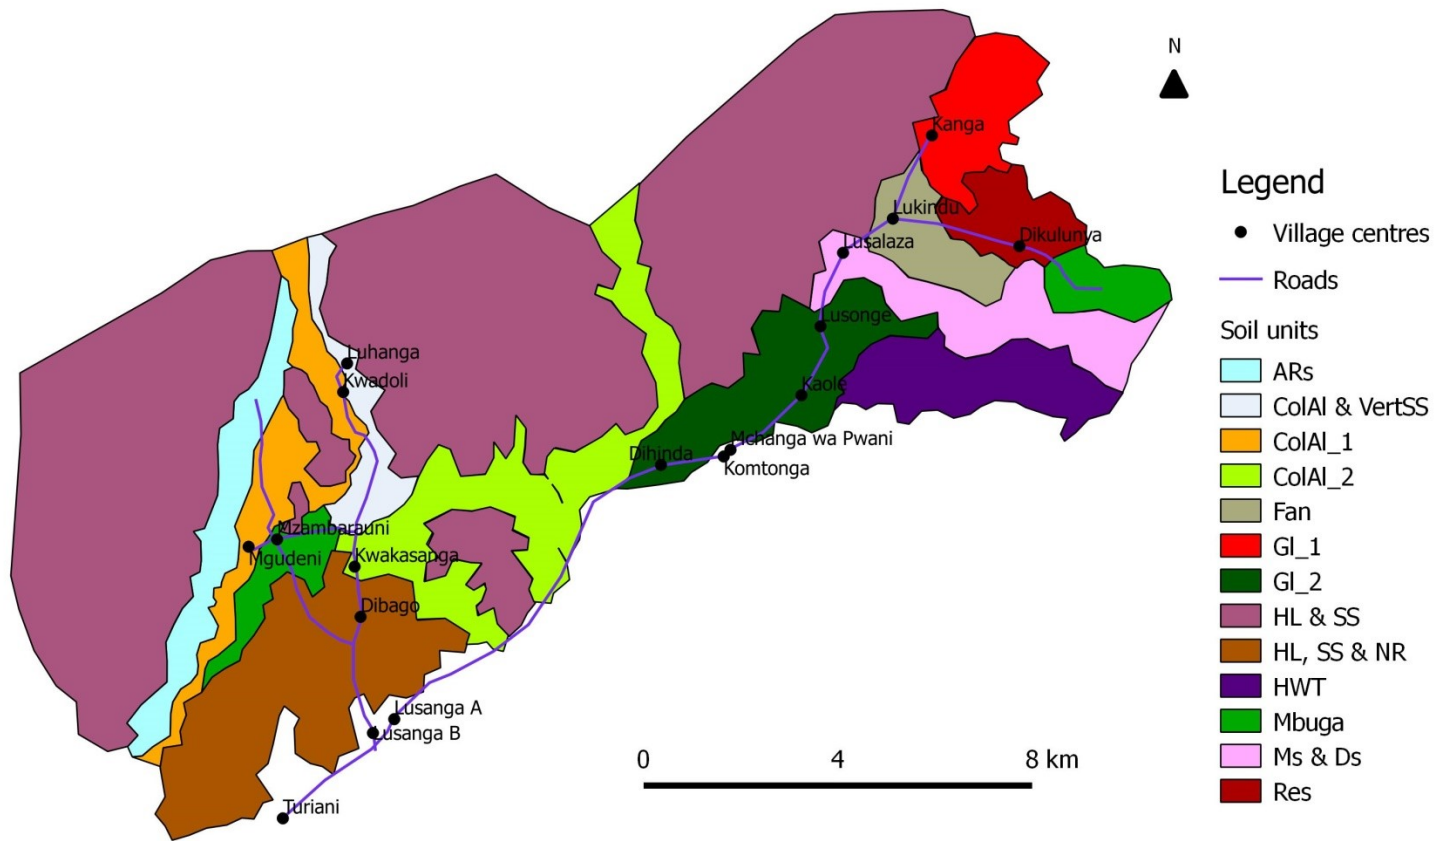 N
Kanga
Lukindu
Dikulunya
Lusalaza
Lusonge
Luhanga
Kwadoli
Kaole
Mchanga wa Pwani
Dihinda
Komtonga
Mzambarauni
Mgudeni
Kwakasanga
Dibago
Lusanga A
Lusanga B
Turiani
0 4 8 km
Legend
Village centres
Roads
Soil units
ARs
ColAl & VertSS
ColAl_1
ColAl_2
Fan
Gl_1
Gl_2
HL & SS
HL, SS & NR
HWT
Mbuga
Ms & Ds
Res